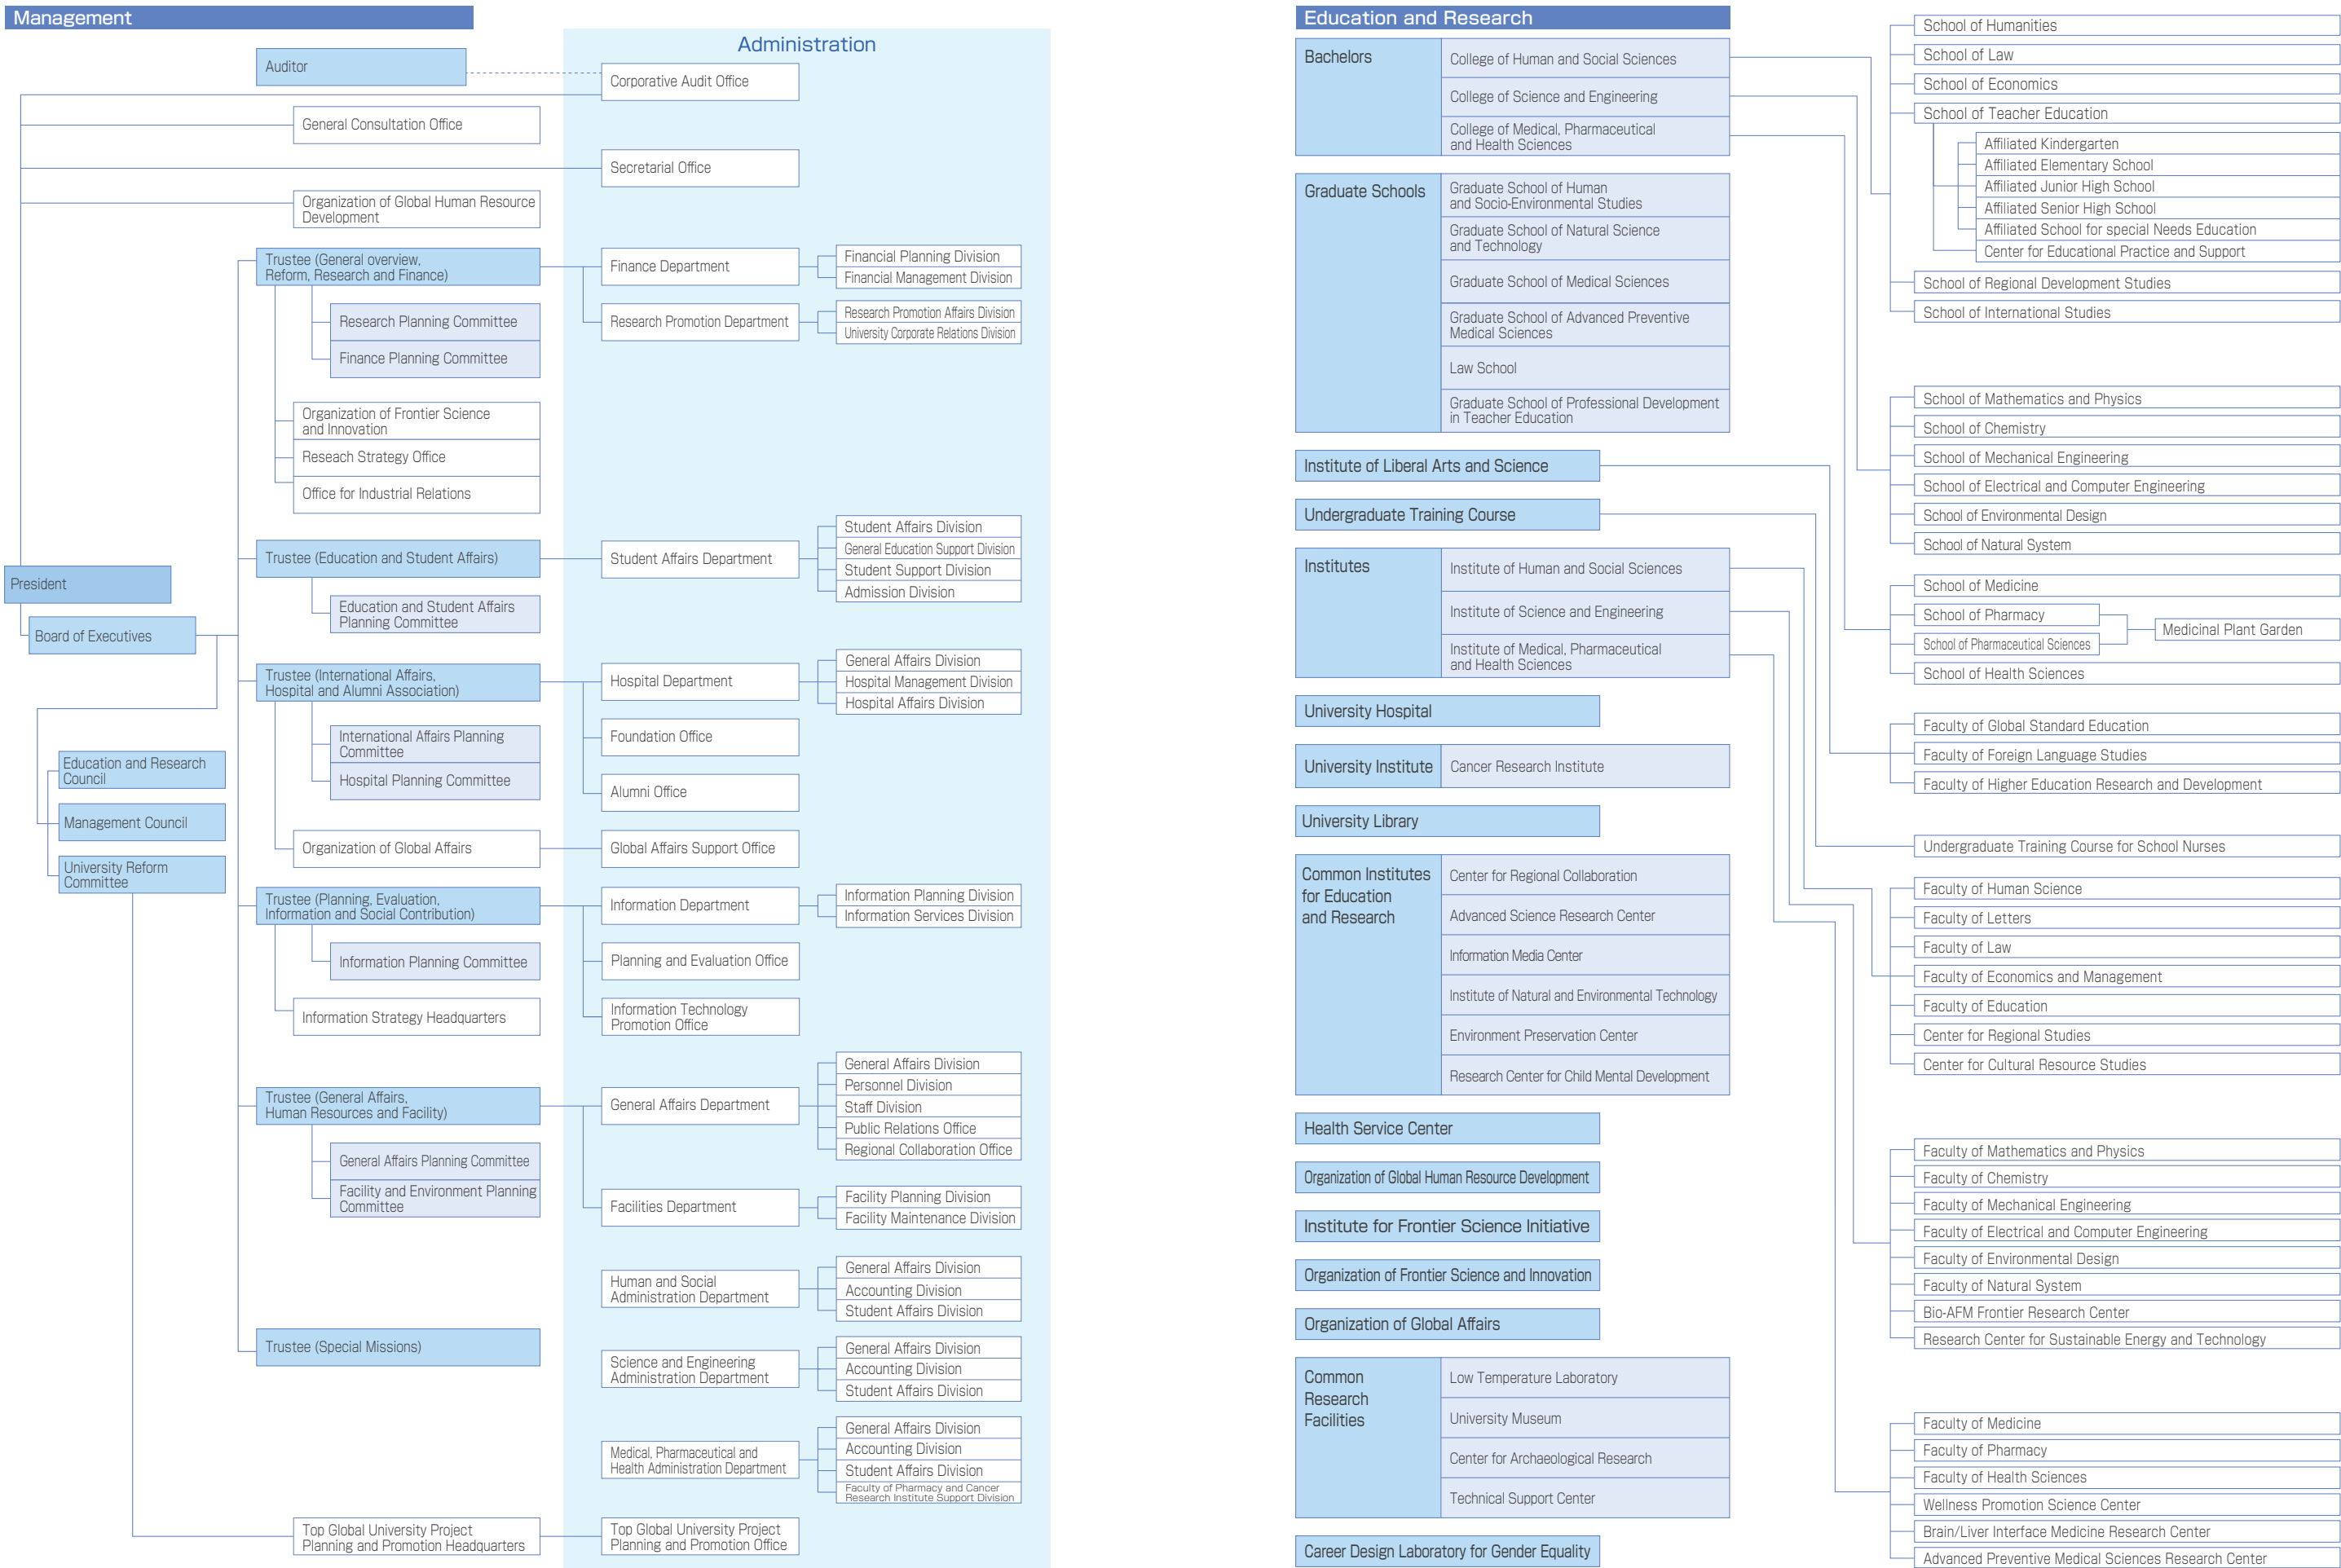 Management
Administration
Auditor
Corporative Audit Office
General Consultation Office
Secretarial Office
Organization of Global Human Resource
Development
Trustee (General overview,
Reform, Research and Finance)
Finance Department
Financial Planning Division
Financial Management Division
Research Planning Committee
Finance Planning Committee
Research Promotion Department
Research Promotion Affairs Division
University Corporate Relations Division
Organization of Frontier Science
and Innovation
Reseach Strategy Office
Office for Industrial Relations
President
Board of Executives
Trustee (Education and Student Affairs)
Student Affairs Department
Student Affairs Division
General Education Support Division
Student Support Division
Admission Division
Education and Student Affairs
Planning Committee
Trustee (International Affairs,
Hospital and Alumni Association)
Hospital Department
General Affairs Division
Hospital Management Division
Hospital Affairs Division
International Affairs Planning
Committee
Hospital Planning Committee
Foundation Office
Alumni Office
Education and Research
Council
Management Council
University Reform
Committee
Organization of Global Affairs
Global Affairs Support Office
Trustee (Planning, Evaluation,
Information and Social Contribution)
Information Department
Information Planning Division
Information Services Division
Information Planning Committee
Planning and Evaluation Office
Information Strategy Headquarters
Information Technology
Promotion Office
Trustee (General Affairs,
Human Resources and Facility)
General Affairs Department
General Affairs Division
Personnel Division
Staff Division
Public Relations Office
Regional Collaboration Office
General Affairs Planning Committee
Facility and Environment Planning
Committee
Facilities Department
Facility Planning Division
Facility Maintenance Division
Human and Social
Administration Department
General Affairs Division
Accounting Division
Student Affairs Division
Trustee (Special Missions)
Science and Engineering
Administration Department
General Affairs Division
Accounting Division
Student Affairs Division
Medical, Pharmaceutical and
Health Administration Department
General Affairs Division
Accounting Division
Student Affairs Division
Faculty of Pharmacy and Cancer
Research Institute Support Division
Top Global University Project
Planning and Promotion Headquarters
Top Global University Project
Planning and Promotion Office
Education and Research
Bachelors
College of Human and Social Sciences
College of Science and Engineering
College of Medical, Pharmaceutical
and Health Sciences
Graduate Schools
Graduate School of Human
and Socio-Environmental Studies
Graduate School of Natural Science
and Technology
Graduate School of Medical Sciences
Graduate School of Advanced Preventive
Medical Sciences
Law School
Graduate School of Professional Development
in Teacher Education
Institute of Liberal Arts and Science
Undergraduate Training Course
Institutes
Institute of Human and Social Sciences
Institute of Science and Engineering
Institute of Medical, Pharmaceutical
and Health Sciences
University Hospital
University Institute
Cancer Research Institute
University Library
Common Institutes
for Education
and Research
Center for Regional Collaboration
Advanced Science Research Center
Information Media Center
Institute of Natural and Environmental Technology
Environment Preservation Center
Research Center for Child Mental Development
Health Service Center
Organization of Global Human Resource Development
Institute for Frontier Science Initiative
Organization of Frontier Science and Innovation
Organization of Global Affairs
Common
Research
Facilities
Low Temperature Laboratory
University Museum
Center for Archaeological Research
Technical Support Center
Career Design Laboratory for Gender Equality
School of Humanities
School of Law
School of Economics
School of Teacher Education
Affiliated Kindergarten
Affiliated Elementary School
Affiliated Junior High School
Affiliated Senior High School
Affiliated School for special Needs Education
Center for Educational Practice and Support
School of Regional Development Studies
School of International Studies
School of Mathematics and Physics
School of Chemistry
School of Mechanical Engineering
School of Electrical and Computer Engineering
School of Environmental Design
School of Natural System
School of Medicine
School of Pharmacy
Medicinal Plant Garden
School of Pharmaceutical Sciences
School of Health Sciences
Faculty of Global Standard Education
Faculty of Foreign Language Studies
Faculty of Higher Education Research and Development
Undergraduate Training Course for School Nurses
Faculty of Human Science
Faculty of Letters
Faculty of Law
Faculty of Economics and Management
Faculty of Education
Center for Regional Studies
Center for Cultural Resource Studies
Faculty of Mathematics and Physics
Faculty of Chemistry
Faculty of Mechanical Engineering
Faculty of Electrical and Computer Engineering
Faculty of Environmental Design
Faculty of Natural System
Bio-AFM Frontier Research Center
Research Center for Sustainable Energy and Technology
Faculty of Medicine
Faculty of Pharmacy
Faculty of Health Sciences
Wellness Promotion Science Center
Brain/Liver Interface Medicine Research Center
Advanced Preventive Medical Sciences Research Center